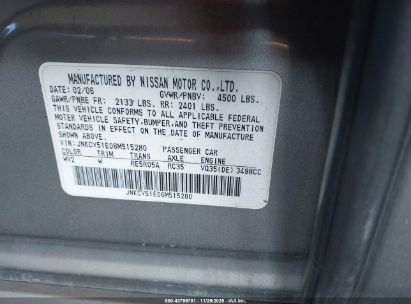 MANUFACTURED BY NISSAN MOTOR CO.,LTD.
DATE: 02/06 GVWR/PNBV: 4500 LBS.
GAWR/PNBE FR: 2133 LBS. RR: 2401 LBS.
THIS VEHICLE CONFORMS TO ALL APPLICABLE FEDERAL
MOTOR VEHICLE SAFETY,BUMPER,AND THEFT PREVENTION
STANDARDS IN EFFECT ON THE DATE OF MANUFACTURE
SHOWN ABOVE.
VIN: JNKCV51E06M515280 PASSENGER CAR
COLOR TRIM TRANS AXLE ENGINE
WV2 W RE5R05A RC35 VQ35(DE) 3498CC
JNKCV51E06M515280